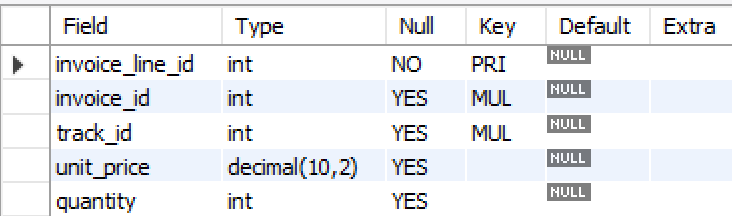 Field Type Null Key Default Extra
invoice_line_id int NO PRI NULL
invoice_id int YES MUL NULL
track_id int YES MUL NULL
unit_price decimal(10,2) YES NULL
quantity int YES NULL